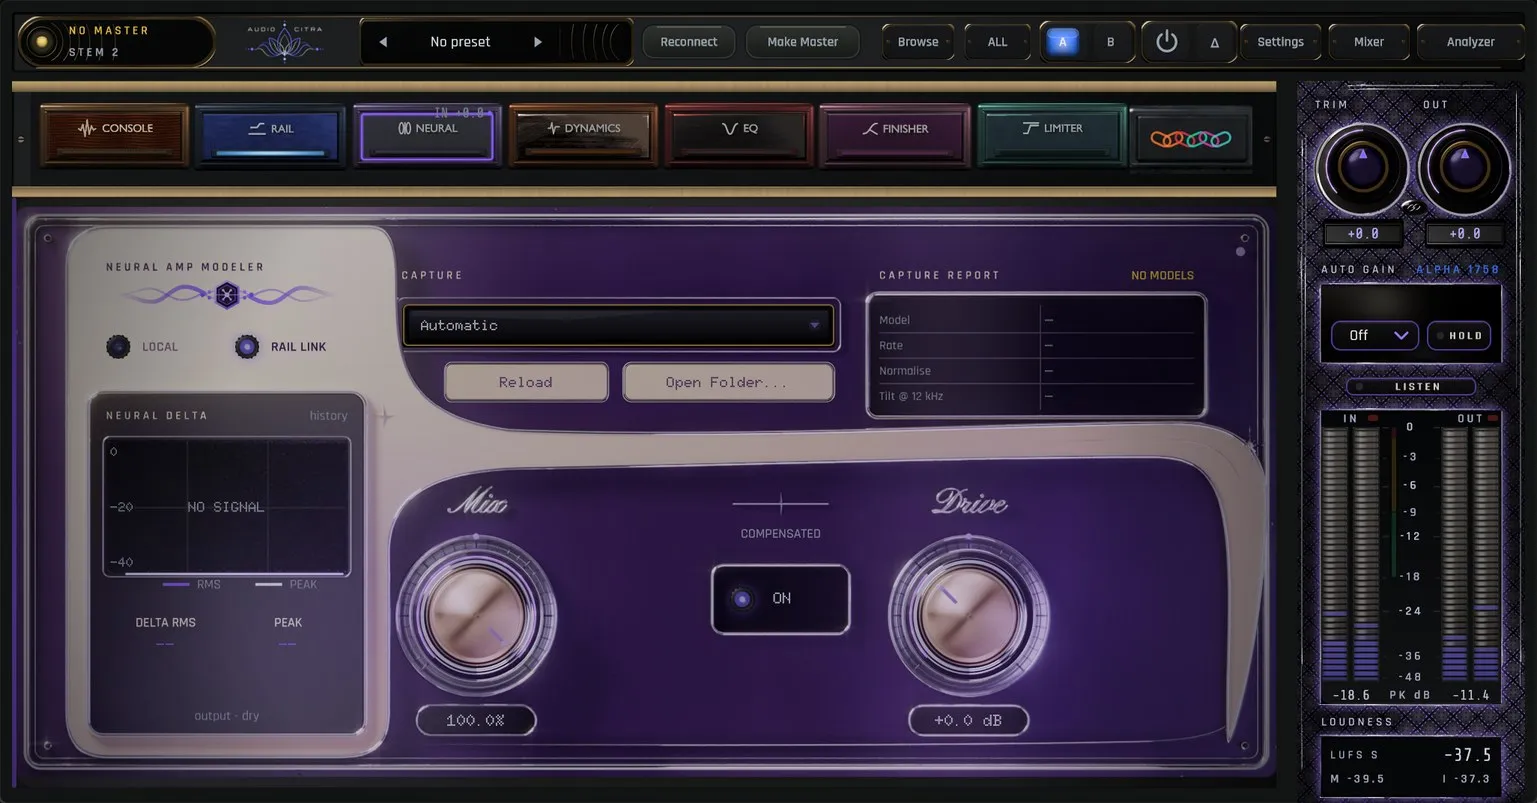 NO MASTER
STEM 2
AUDIO CITRA
No preset
Reconnect
Make Master
Browse
ALL
A
B
Δ
Settings
Mixer
Analyzer
CONSOLE
RAIL
IN +0.0
NEURAL
DYNAMICS
EQ
FINISHER
LIMITER
NEURAL AMP MODELER
LOCAL
RAIL LINK
NEURAL DELTA
history
0
-20
NO SIGNAL
-40
RMS
PEAK
DELTA RMS
PEAK
--
--
output - dry
CAPTURE
Automatic
Reload
Open Folder...
CAPTURE REPORT
NO MODELS
Model —
Rate —
Normalise —
Tilt @ 12 kHz —
Mix
100.0%
COMPENSATED
ON
Drive
+0.0 dB
TRIM
OUT
+0.0
+0.0
AUTO GAIN
ALPHA 1758
Off
HOLD
LISTEN
IN
OUT
0
-3
-6
-9
-12
-18
-24
-36
-48
-18.6 PK dB -11.4
LOUDNESS
LUFS S -37.5
M -39.5 I -37.3